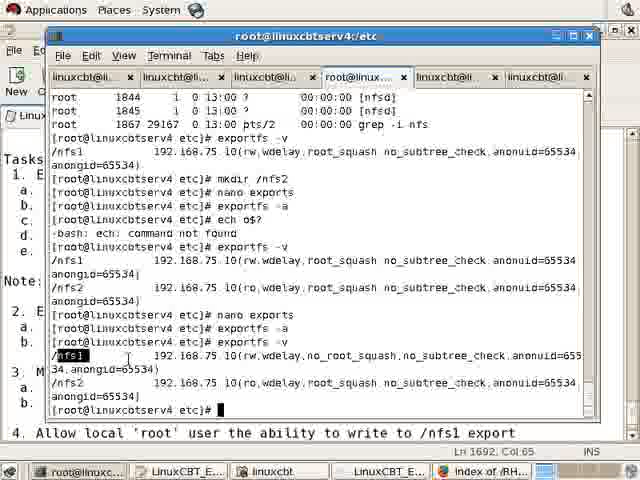 Applications Places System
root@linuxcbtserv4:/etc
File Edit View Terminal Tabs Help
linuxcbt@li... linuxcbt@li... linuxcbt@li... root@linux... linuxcbt@li linuxcbt@li...
root 1844 1 0 13:00 ? 00:00:00 [nfsd]
root 1845 1 0 13:00 ? 00:00:00 [nfsd]
root 1867 29167 0 13:00 pts/2 00:00:00 grep -i nfs
[root@linuxcbtserv4 etc]# exportfs -v
/nfs1 192.168.75.10(rw,wdelay,root_squash,no_subtree_check,anonuid=65534,
anongid=65534)
[root@linuxcbtserv4 etc]# mkdir /nfs2
[root@linuxcbtserv4 etc]# nano exports
[root@linuxcbtserv4 etc]# exportfs -a
[root@linuxcbtserv4 etc]# ech o$?
-bash: ech: command not found
[root@linuxcbtserv4 etc]# exportfs -v
/nfs1 192.168.75.10(rw,wdelay,root_squash,no_subtree_check,anonuid=65534,
anongid=65534)
/nfs2 192.168.75.10(rw,wdelay,root_squash,no_subtree_check,anonuid=65534,
anongid=65534)
[root@linuxcbtserv4 etc]# nano exports
[root@linuxcbtserv4 etc]# exportfs -a
[root@linuxcbtserv4 etc]# exportfs -v
/nfs1 192.168.75.10(rw,wdelay,no_root_squash,no_subtree_check,anonuid=655
34,anongid=65534)
/nfs2 192.168.75.10(rw,wdelay,root_squash,no_subtree_check,anonuid=65534,
anongid=65534)
[root@linuxcbtserv4 etc]#
File
New
Linux
Tasks
1. E
a.
b.
c.
d.
e.
Note:
2. E
a.
b.
3. M
a.
b.
4. Allow local 'root' user the ability to write to /nfs1 export
Ln 1692, Col 65 INS
root@linuxc... LinuxCBT_E... linuxcbt LinuxCBT_E... Index of /RH...